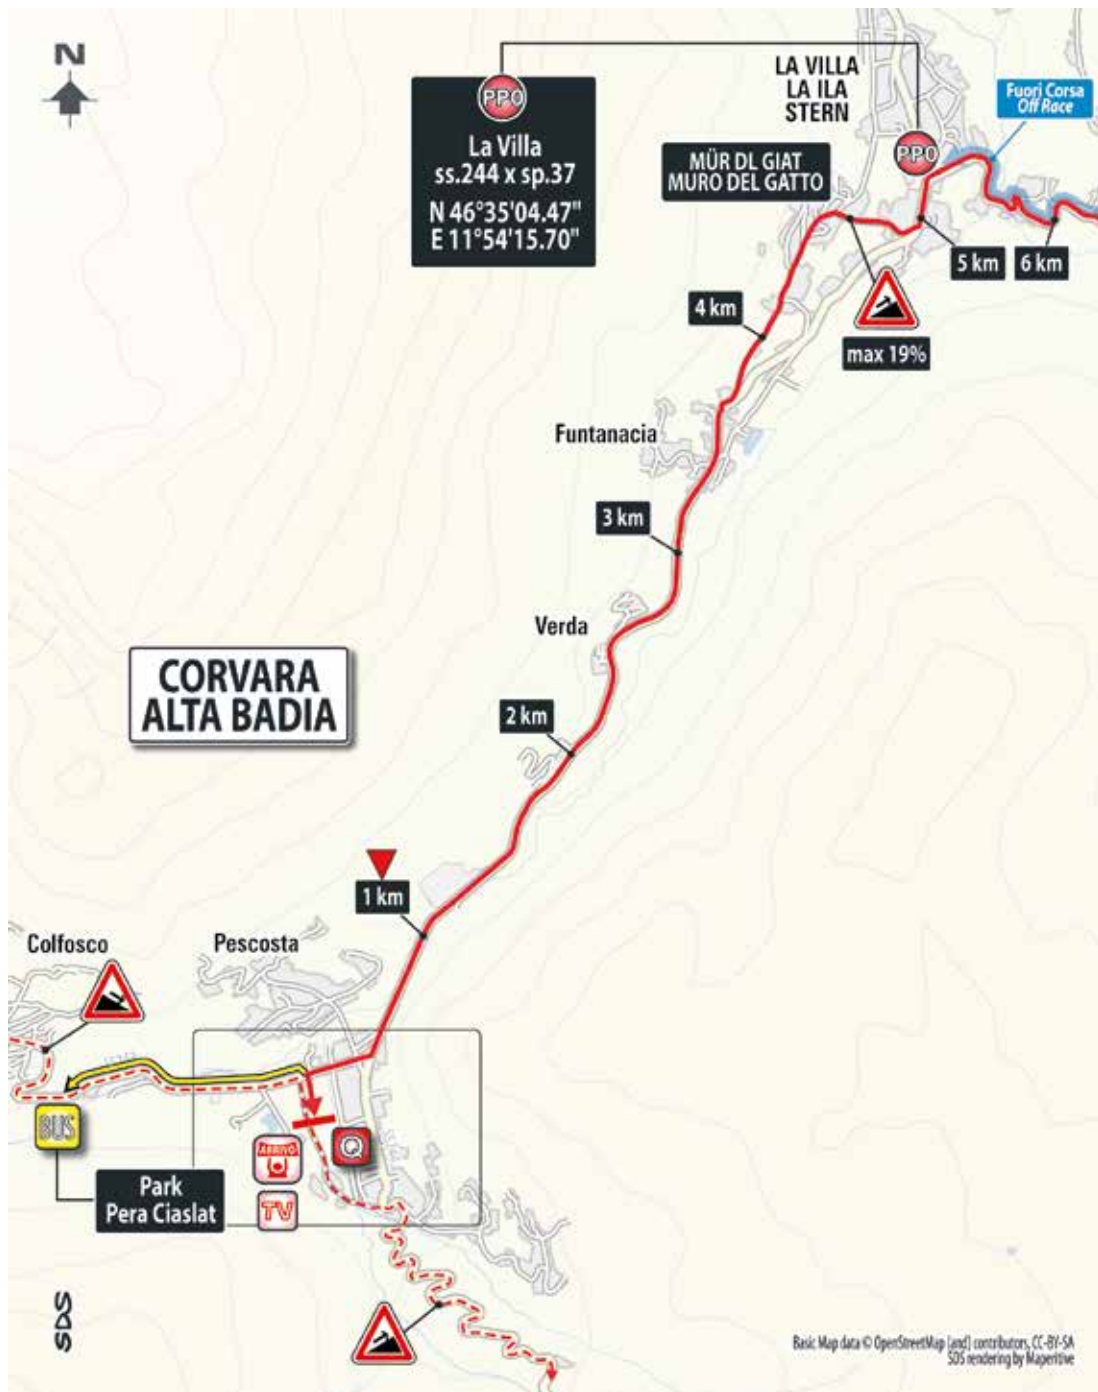 N
PPO
La Villa
ss.244 x sp.37
N 46°35'04.47"
E 11°54'15.70"
LA VILLA
LA ILA
STERN
Fuori Corsa
Off Race
PPO
MÜR DL GIAT
MURO DEL GATTO
5 km
6 km
4 km
max 19%
Funtanacia
3 km
Verda
CORVARA
ALTA BADIA
2 km
1 km
Colfosco
Pescosta
BUS
ARRIVO
Q
TV
Park
Pera Ciaslat
SDS
Basic Map data © OpenStreetMap (and) contributors, CC-BY-SA
SDS rendering by Maperitive